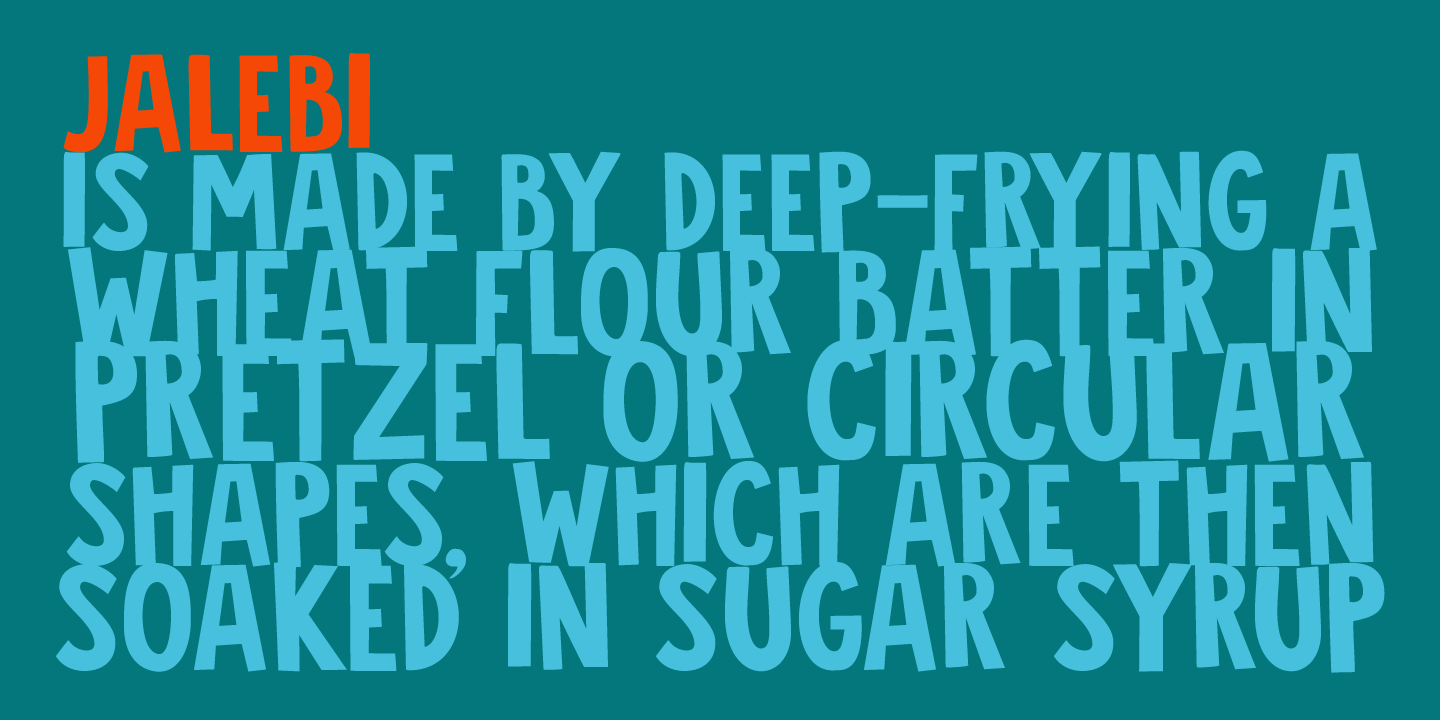 JALEBI
IS MADE BY DEEP-FRYING A
WHEAT FLOUR BATTER IN
PRETZEL OR CIRCULAR
SHAPES, WHICH ARE THEN
SOAKED IN SUGAR SYRUP